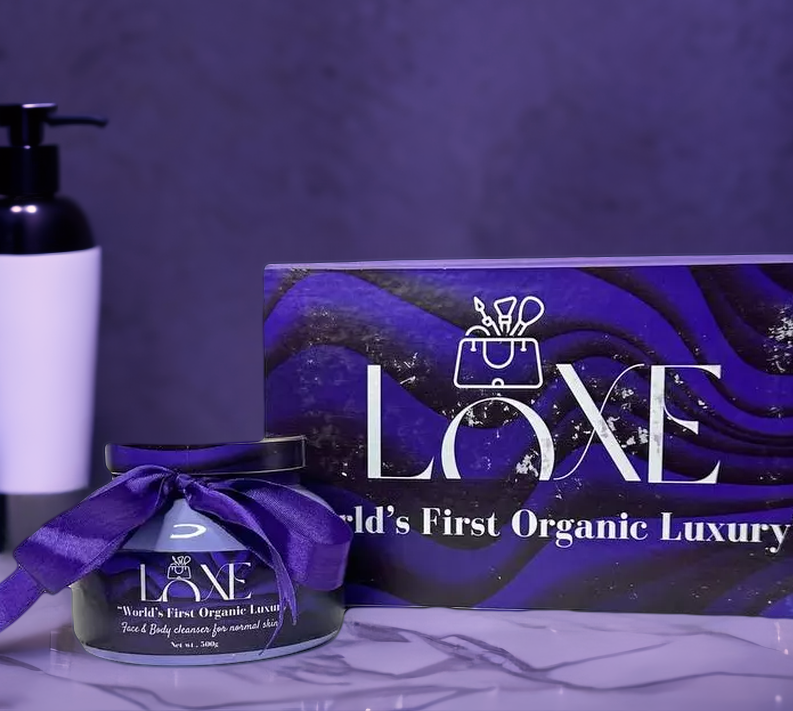 LOXE
rld's First Organic Luxury
LOXE
"World's First Organic Luxu
Face & Body cleanser for normal skin
Net wt . 500g